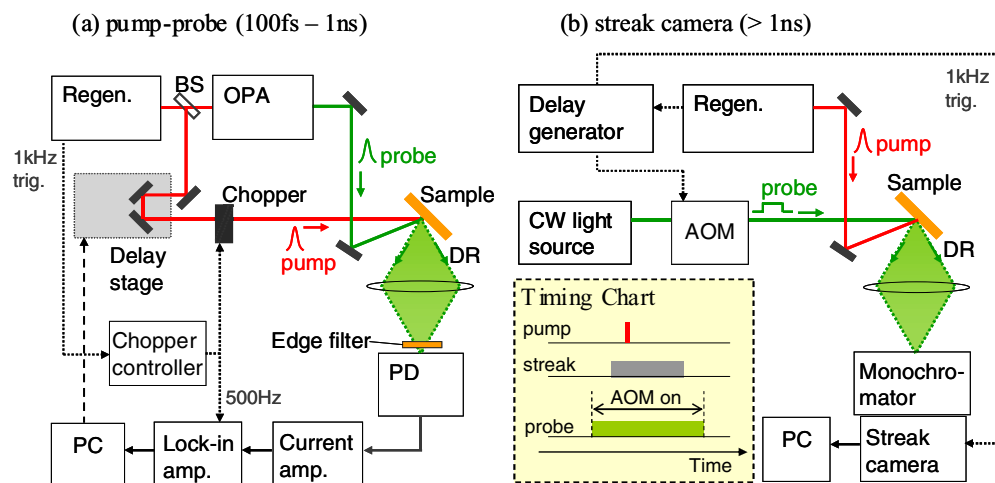 (a) pump-probe (100fs – 1ns)
Regen.
BS
OPA
1kHz
trig.
probe
Chopper
Sample
pump
DR
Delay
stage
Edge filter
Chopper
controller
PD
500Hz
PC
Lock-in
amp.
Current
amp.
(b) streak camera (> 1ns)
1kHz
trig.
Delay
generator
Regen.
pump
probe
Sample
CW light
source
AOM
DR
Timing Chart
pump
streak
AOM on
probe
Time
Monochro-
mator
PC
Streak
camera